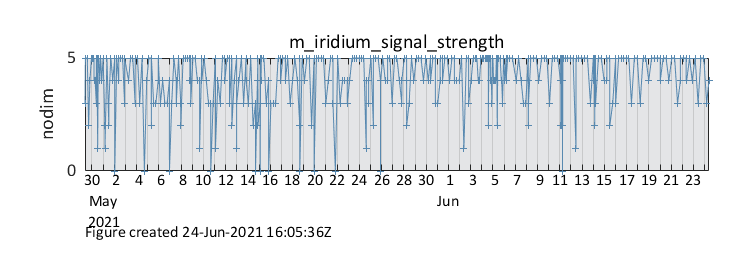 m_iridium_signal_strength
5
nodim
0
30 2 4 6 8 10 12 14 16 18 20 22 24 26 28 30 1 3 5 7 9 11 13 15 17 19 21 23
May Jun
2021
Figure created 24-Jun-2021 16:05:36Z